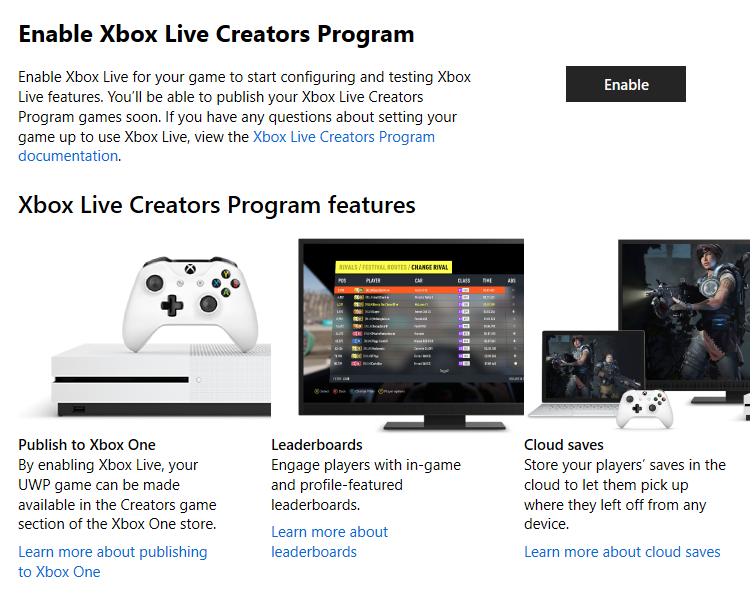 Enable Xbox Live Creators Program
Enable Xbox Live for your game to start configuring and testing Xbox
Live features. You’ll be able to publish your Xbox Live Creators
Program games soon. If you have any questions about setting your
game up to use Xbox Live, view the Xbox Live Creators Program
documentation.
Enable
Xbox Live Creators Program features
RIVALS / FESTIVAL ROUTES / CHANGE RIVAL
POS PLAYER CAR CLASS TIME ABS
Publish to Xbox One
By enabling Xbox Live, your
UWP game can be made
available in the Creators game
section of the Xbox One store.
Learn more about publishing
to Xbox One
Leaderboards
Engage players with in-game
and profile-featured
leaderboards.
Learn more about
leaderboards
Cloud saves
Store your players’ saves in the
cloud to let them pick up
where they left off from any
device.
Learn more about cloud saves